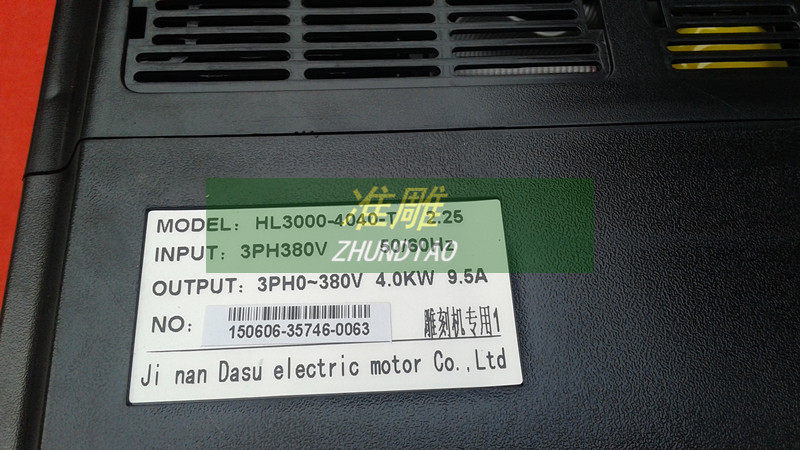 准雕
ZHUNDIAO
MODEL: HL3000-4040-T 2.25
INPUT: 3PH380V 50/60Hz
OUTPUT: 3PH0~380V 4.0KW 9.5A
NO:
150606-35746-0063
雕刻机专用1
Ji nan Dasu electric motor Co.,Ltd